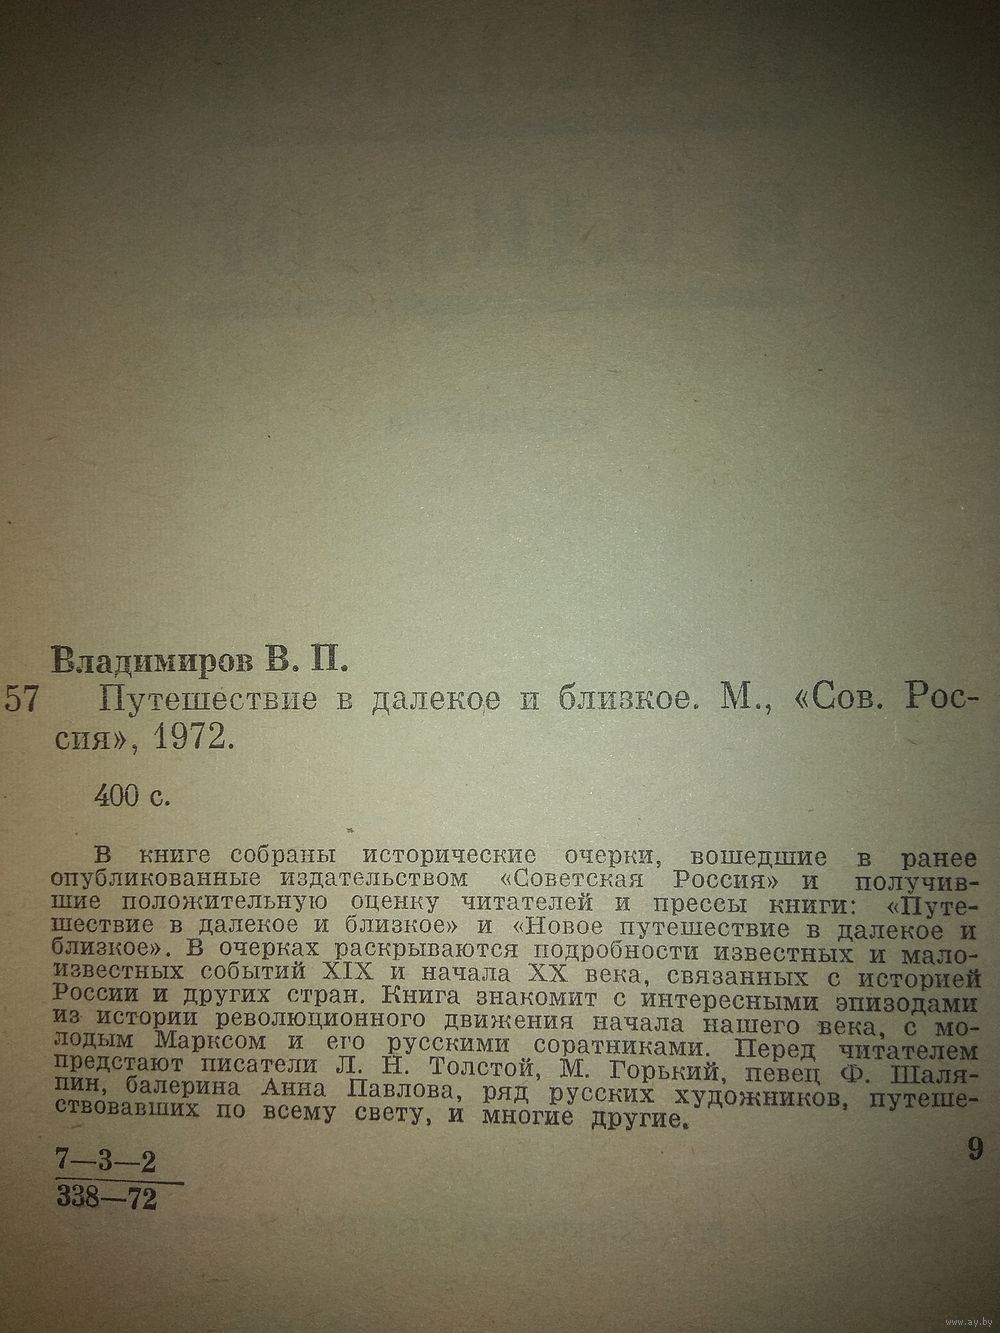 Владимиров В. П.
57 Путешествие в далекое и близкое. М., «Сов. Рос-
сия», 1972.
400 с.
В книге собраны исторические очерки, вошедшие в ранее
опубликованные издательством «Советская Россия» и получив-
шие положительную оценку читателей и прессы книги: «Путе-
шествие в далекое и близкое» и «Новое путешествие в далекое и
близкое». В очерках раскрываются подробности известных и мало-
известных событий XIX и начала XX века, связанных с историей
России и других стран. Книга знакомит с интересными эпизодами
из истории революционного движения начала нашего века, с мо-
лодым Марксом и его русскими соратниками. Перед читателем
предстают писатели Л. Н. Толстой, М. Горький, певец Ф. Шаля-
пин, балерина Анна Павлова, ряд русских художников, путеше-
ствовавших по всему свету, и многие другие.
7—3—2
338—72
9
www.ay.by